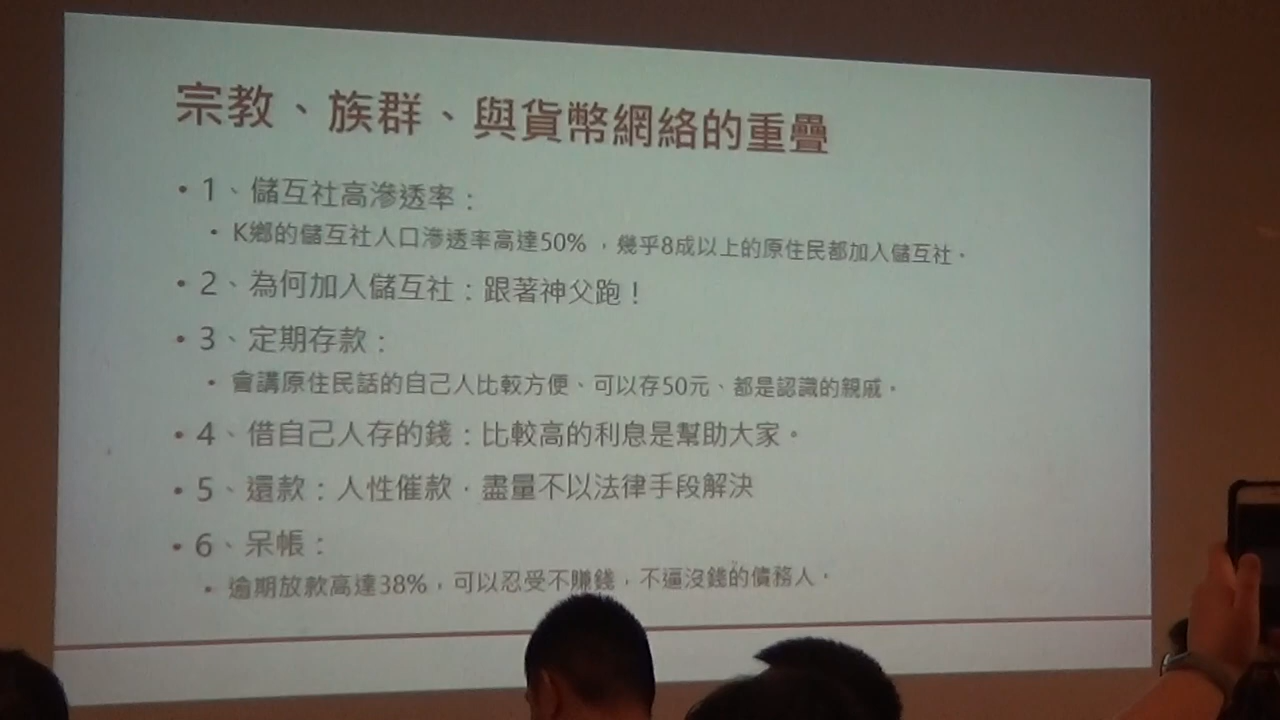 宗教、族群、與貨幣網絡的重疊
• 1、儲互社高滲透率：
• K鄉的儲互社人口滲透率高達50%，幾乎8成以上的原住民都加入儲互社。
• 2、為何加入儲互社：跟著神父跑！
• 3、定期存款：
• 會講原住民話的自己人比較方便、可以存50元、都是認識的親戚。
• 4、借自己人存的錢：比較高的利息是幫助大家。
• 5、還款：人性催款，盡量不以法律手段解決
• 6、呆帳：
• 逾期放款高達38%，可以忍受不賺錢，不逼沒錢的債務人。